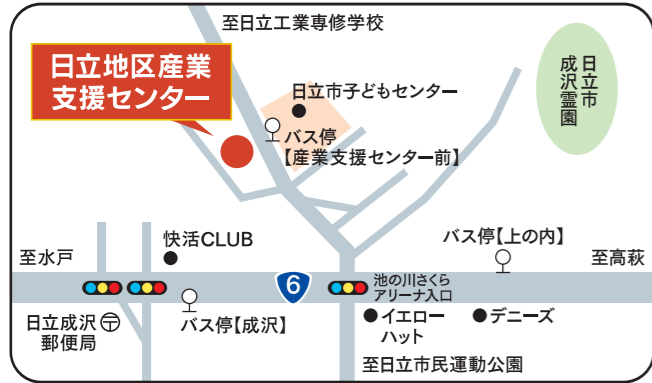 至日立工業専修学校
日立地区産業
支援センター
日立市子どもセンター
バス停
【産業支援センター前】
日立市
成沢霊園
快活CLUB
バス停【上の内】
至水戸
至高萩
6
池の川さくら
アリーナ入口
日立成沢〶
郵便局
バス停【成沢】
イエロー
ハット
デニーズ
至日立市民運動公園